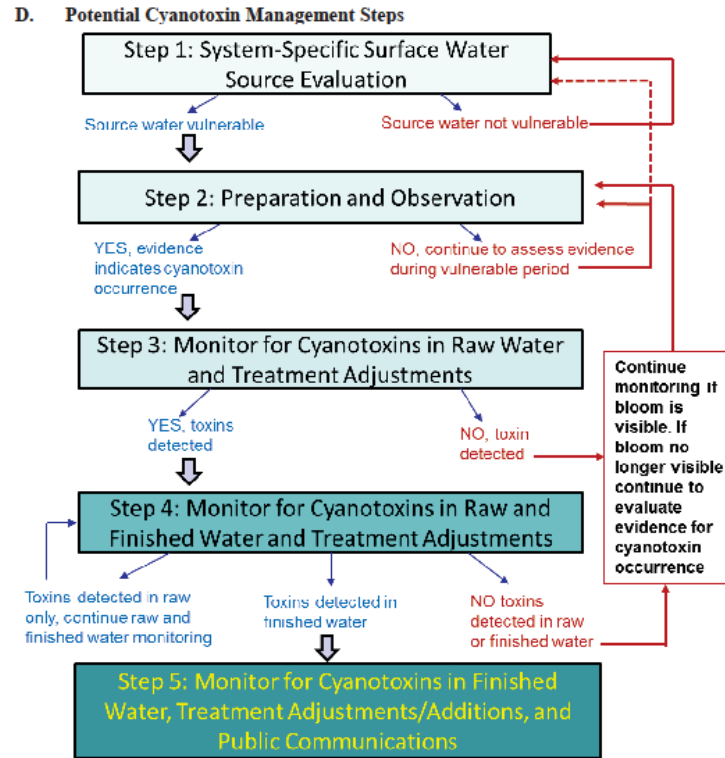 D. Potential Cyanotoxin Management Steps
Step 1: System-Specific Surface Water
Source Evaluation
Source water vulnerable
Source water not vulnerable
Step 2: Preparation and Observation
YES, evidence
indicates cyanotoxin
occurrence
NO, continue to assess evidence
during vulnerable period
Step 3: Monitor for Cyanotoxins in Raw Water
and Treatment Adjustments
YES, toxins
detected
NO, toxin
detected
Continue
monitoring if
bloom is
visible. If
bloom no
longer visible
continue to
evaluate
evidence for
cyanotoxin
occurrence
Step 4: Monitor for Cyanotoxins in Raw and
Finished Water and Treatment Adjustments
Toxins detected in raw
only, continue raw and
finished water monitoring
Toxins detected in
finished water
NO toxins
detected in raw
or finished water
Step 5: Monitor for Cyanotoxins in Finished
Water, Treatment Adjustments/Additions, and
Public Communications